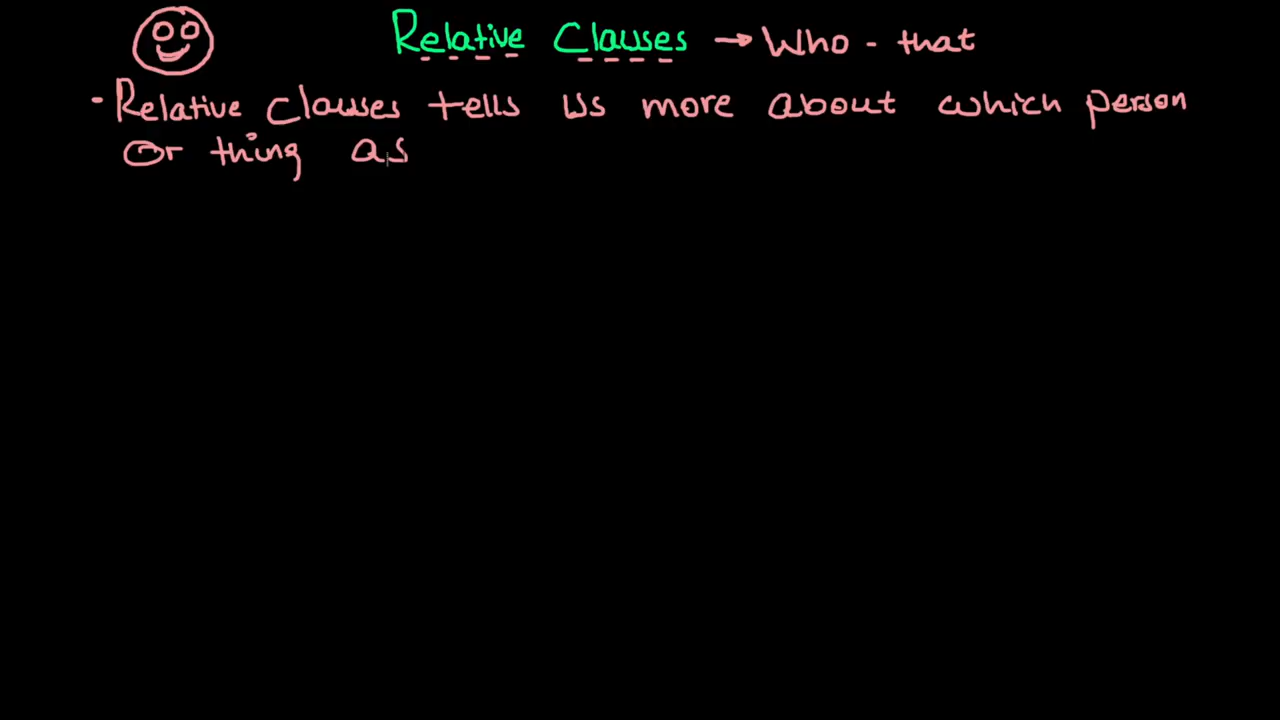 Relative Clauses → Who - that
· Relative clauses tells us more about which person
Or thing as